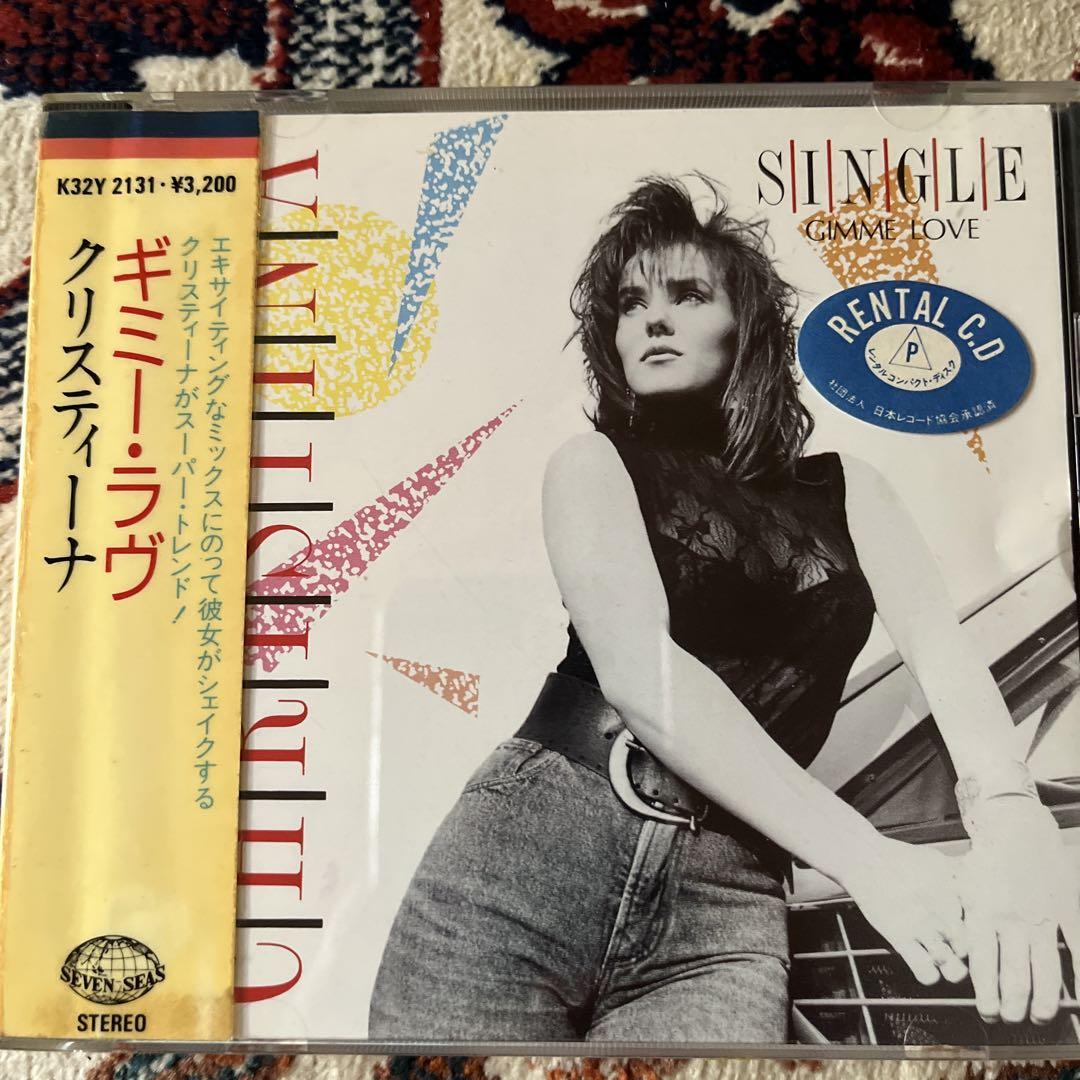 K32Y 2131・¥3,200
ギミー・ラヴ
クリスティーナ
エキサイティングなミックスにのって彼女がシェイクする
クリスティーナがスーパー・トレンド!
SEVEN SEAS
STEREO
SINGLE
GIMME LOVE
RENTAL C.D
P
レンタルコンパクト・ディスク
社団法人 日本レコード協会承認済